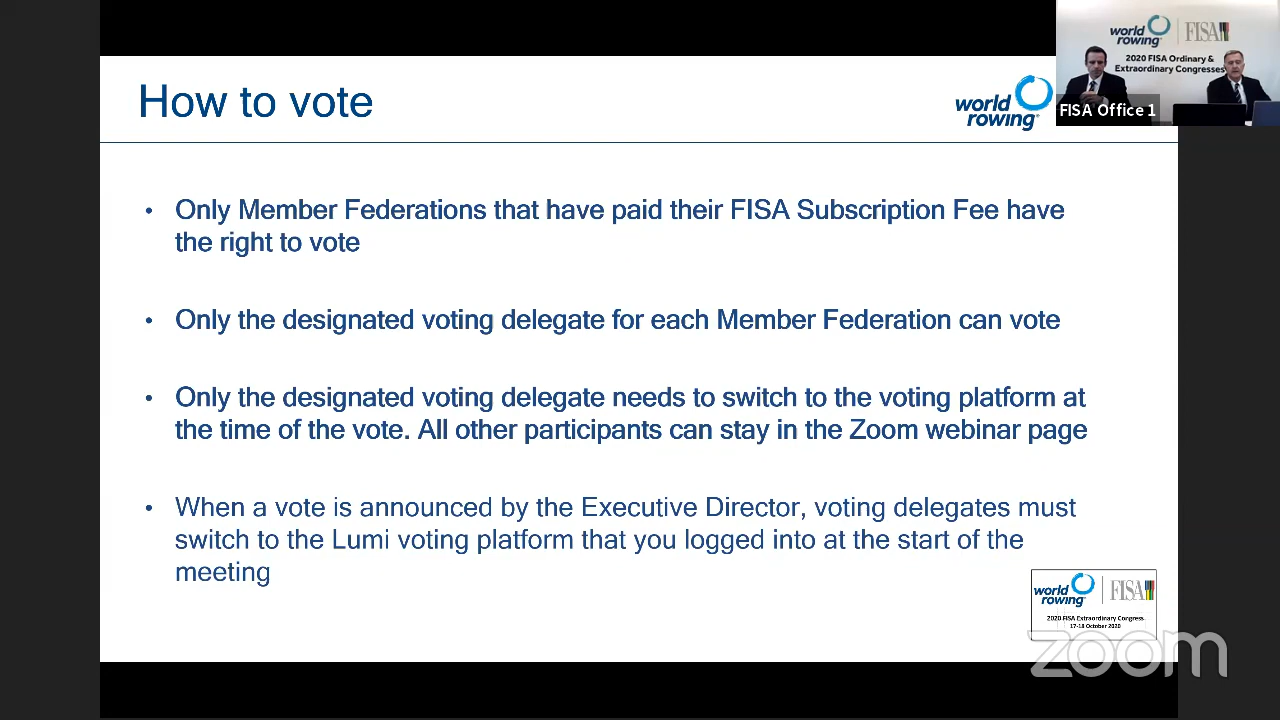 How to vote
world
rowing
world
rowing
FISA
2020 FISA Ordinary &
Extraordinary Congresses
FISA Office 1
• Only Member Federations that have paid their FISA Subscription Fee have
the right to vote
• Only the designated voting delegate for each Member Federation can vote
• Only the designated voting delegate needs to switch to the voting platform at
the time of the vote. All other participants can stay in the Zoom webinar page
• When a vote is announced by the Executive Director, voting delegates must
switch to the Lumi voting platform that you logged into at the start of the
meeting
world
rowing
FISA
2020 FISA Extraordinary Congress
17-18 October 2020
zoom